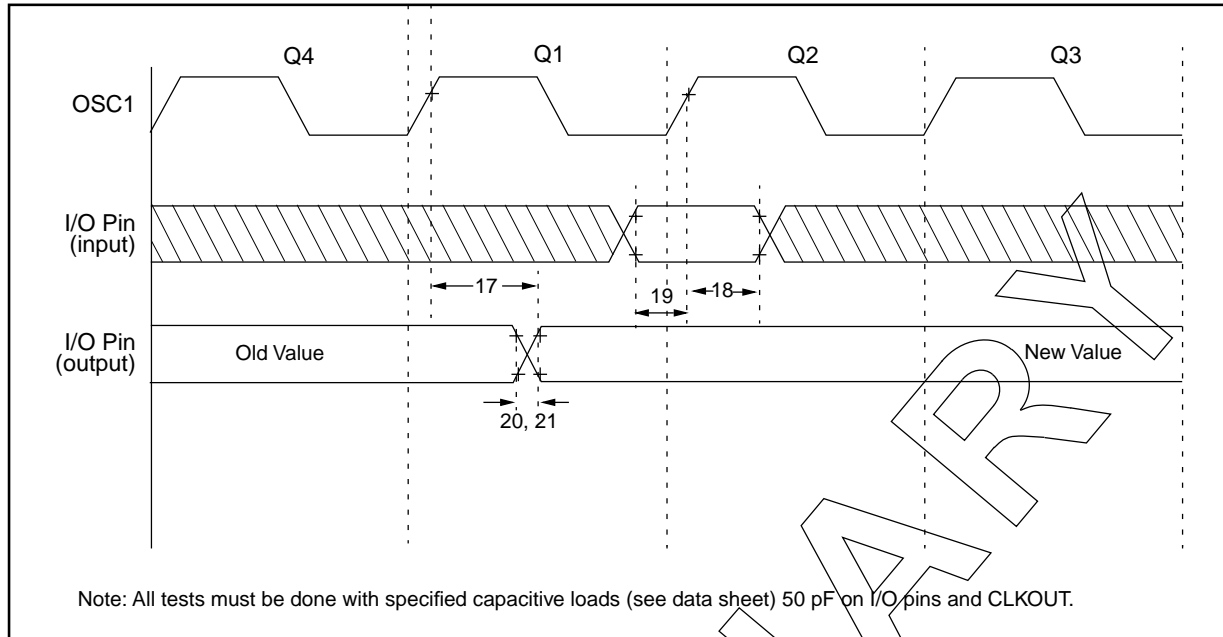 Q4 Q1 Q2 Q3
OSC1
I/O Pin
(input)
17
19
18
I/O Pin
(output)
Old Value
New Value
20, 21
Note: All tests must be done with specified capacitive loads (see data sheet) 50 pF on I/O pins and CLKOUT.
A R Y